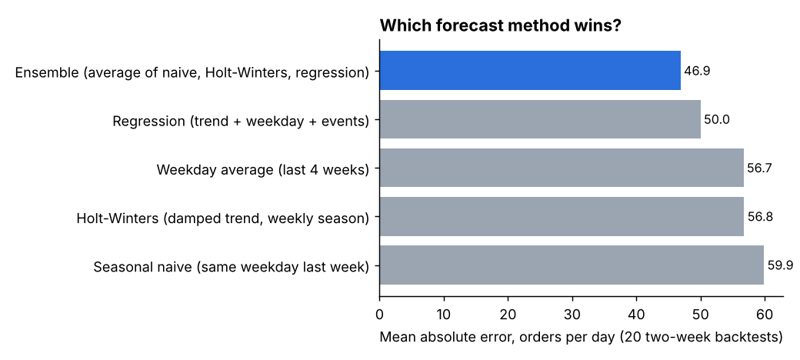 Which forecast method wins?
Ensemble (average of naive, Holt-Winters, regression)
46.9
Regression (trend + weekday + events)
50.0
Weekday average (last 4 weeks)
56.7
Holt-Winters (damped trend, weekly season)
56.8
Seasonal naive (same weekday last week)
59.9
0 10 20 30 40 50 60
Mean absolute error, orders per day (20 two-week backtests)